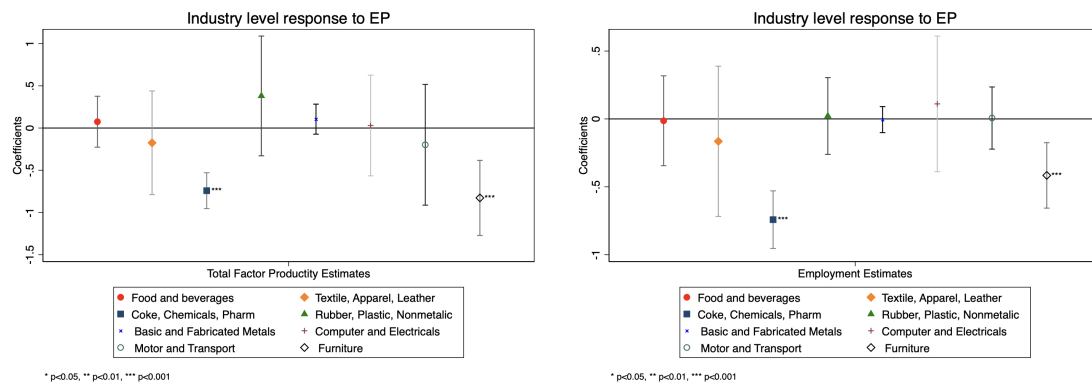 Industry level response to EP
Coefficients
1
.5
0
-.5
-1
-1.5
***
***
Total Factor Productity Estimates
Food and beverages
Textile, Apparel, Leather
Coke, Chemicals, Pharm
Rubber, Plastic, Nonmetalic
Basic and Fabricated Metals
Computer and Electricals
Motor and Transport
Furniture
* p<0.05, ** p<0.01, *** p<0.001
Industry level response to EP
Coefficients
.5
0
-.5
-1
***
***
Employment Estimates
Food and beverages
Textile, Apparel, Leather
Coke, Chemicals, Pharm
Rubber, Plastic, Nonmetalic
Basic and Fabricated Metals
Computer and Electricals
Motor and Transport
Furniture
* p<0.05, ** p<0.01, *** p<0.001